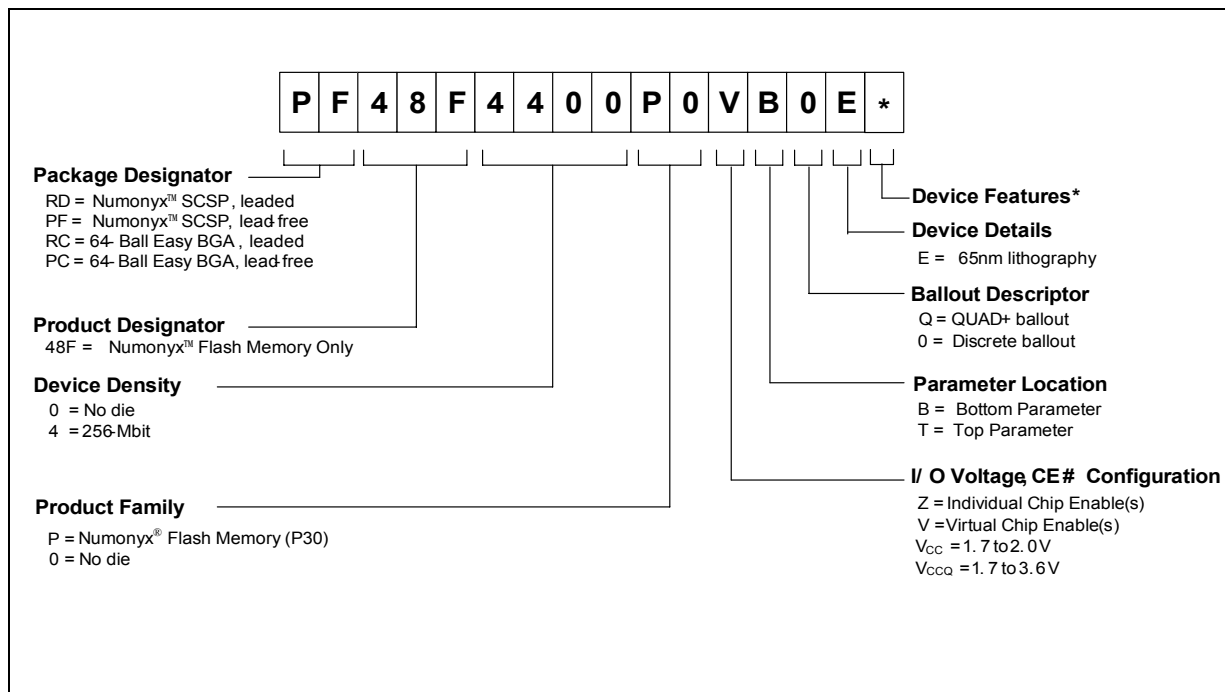 P F 4 8 F 4 4 0 0 P 0 V B 0 E *
Package Designator
RD = Numonyx™ SCSP, leaded
PF = Numonyx™ SCSP, lead-free
RC = 64- Ball Easy BGA , leaded
PC = 64- Ball Easy BGA, lead-free
Product Designator
48F = Numonyx™ Flash Memory Only
Device Density
0 = No die
4 = 256-Mbit
Product Family
P = Numonyx® Flash Memory (P30)
0 = No die
Device Features*
Device Details
E = 65nm lithography
Ballout Descriptor
Q = QUAD+ ballout
0 = Discrete ballout
Parameter Location
B = Bottom Parameter
T = Top Parameter
I/ O Voltage, CE# Configuration
Z = Individual Chip Enable(s)
V = Virtual Chip Enable(s)
VCC = 1.7 to 2.0V
VCCQ = 1.7 to 3.6V